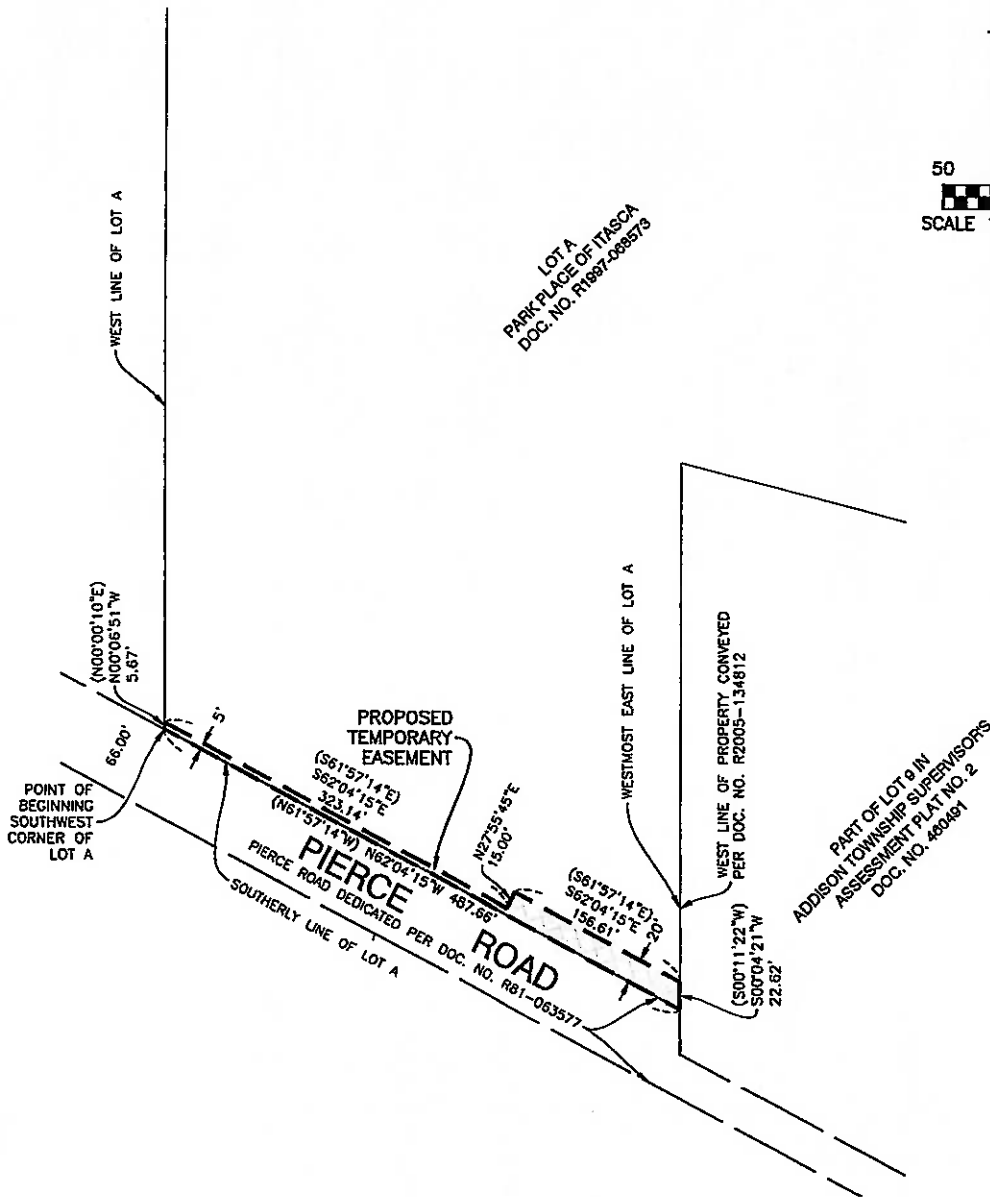 50
SCALE
WEST LINE OF LOT A
LOT A
PARK PLACE OF ITASCA
DOC. NO. R1997-068573
(N00°00'10"E)
N00°06'51"W
5.67'
5'
66.00'
POINT OF
BEGINNING
SOUTHWEST
CORNER OF
LOT A
PROPOSED
TEMPORARY
EASEMENT
(S61°57'14"E)
S62°04'15"E
323.14'
(N61°57'14"W) N62°04'15"W 487.66'
PIERCE ROAD
PIERCE ROAD DEDICATED PER DOC. NO. R81-063577
SOUTHERLY LINE OF LOT A
N27°55'45"E
15.00'
(S61°57'14"E)
S62°04'15"E
156.61'
20'
WESTMOST EAST LINE OF LOT A
WEST LINE OF PROPERTY CONVEYED
PER DOC. NO. R2005-134812
(S00°11'22"W)
S00°04'21"W
22.62'
PART OF LOT 9 IN
ADDISON TOWNSHIP SUPERVISOR'S
ASSESSMENT PLAT NO. 2
DOC. NO. 460491